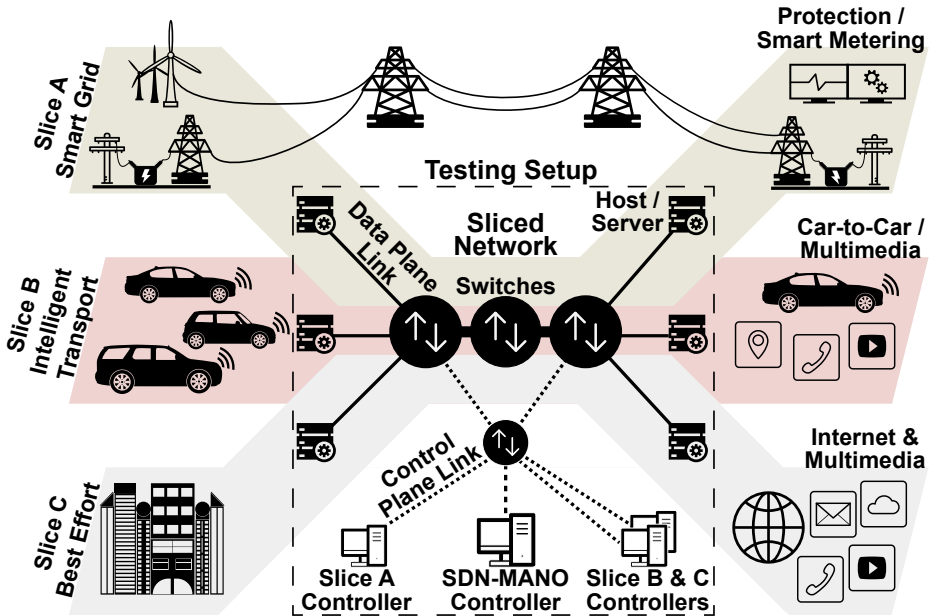 Protection /
Smart Metering
Slice A
Smart Grid
Testing Setup
Data Plane
Link
Sliced
Network
Host /
Server
Car-to-Car /
Multimedia
Slice B
Intelligent
Transport
Switches
Internet &
Multimedia
Control
Plane Link
Slice C
Best Effort
Slice A
Controller
SDN-MANO
Controller
Slice B & C
Controllers